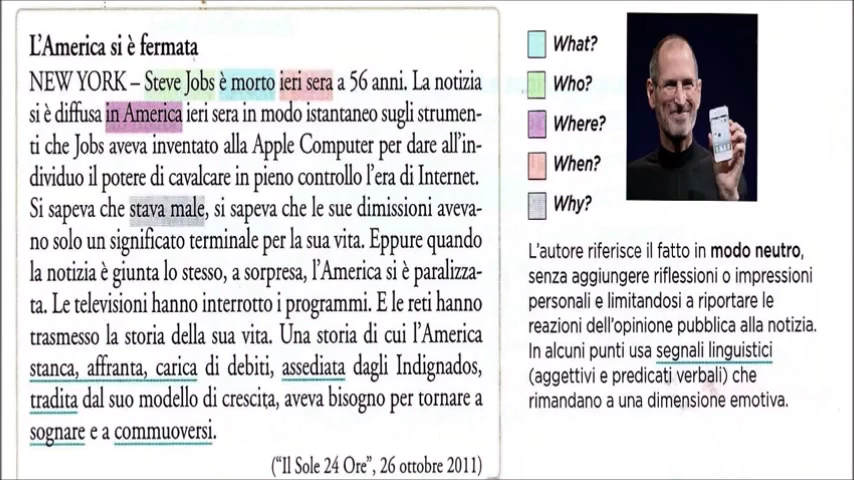 L'America si è fermata
NEW YORK – Steve Jobs è morto ieri sera a 56 anni. La notizia
si è diffusa in America ieri sera in modo istantaneo sugli strumen-
ti che Jobs aveva inventato alla Apple Computer per dare all'in-
dividuo il potere di cavalcare in pieno controllo l'era di Internet.
Si sapeva che stava male, si sapeva che le sue dimissioni aveva-
no solo un significato terminale per la sua vita. Eppure quando
la notizia è giunta lo stesso, a sorpresa, l'America si è paralizza-
ta. Le televisioni hanno interrotto i programmi. E le reti hanno
trasmesso la storia della sua vita. Una storia di cui l'America
stanca, affranta, carica di debiti, assediata dagli Indignados,
tradita dal suo modello di crescita, aveva bisogno per tornare a
sognare e a commuoversi.
("Il Sole 24 Ore", 26 ottobre 2011)
What?
Who?
Where?
When?
Why?
L'autore riferisce il fatto in modo neutro,
senza aggiungere riflessioni o impressioni
personali e limitandosi a riportare le
reazioni dell'opinione pubblica alla notizia.
In alcuni punti usa segnali linguistici
(aggettivi e predicati verbali) che
rimandano a una dimensione emotiva.